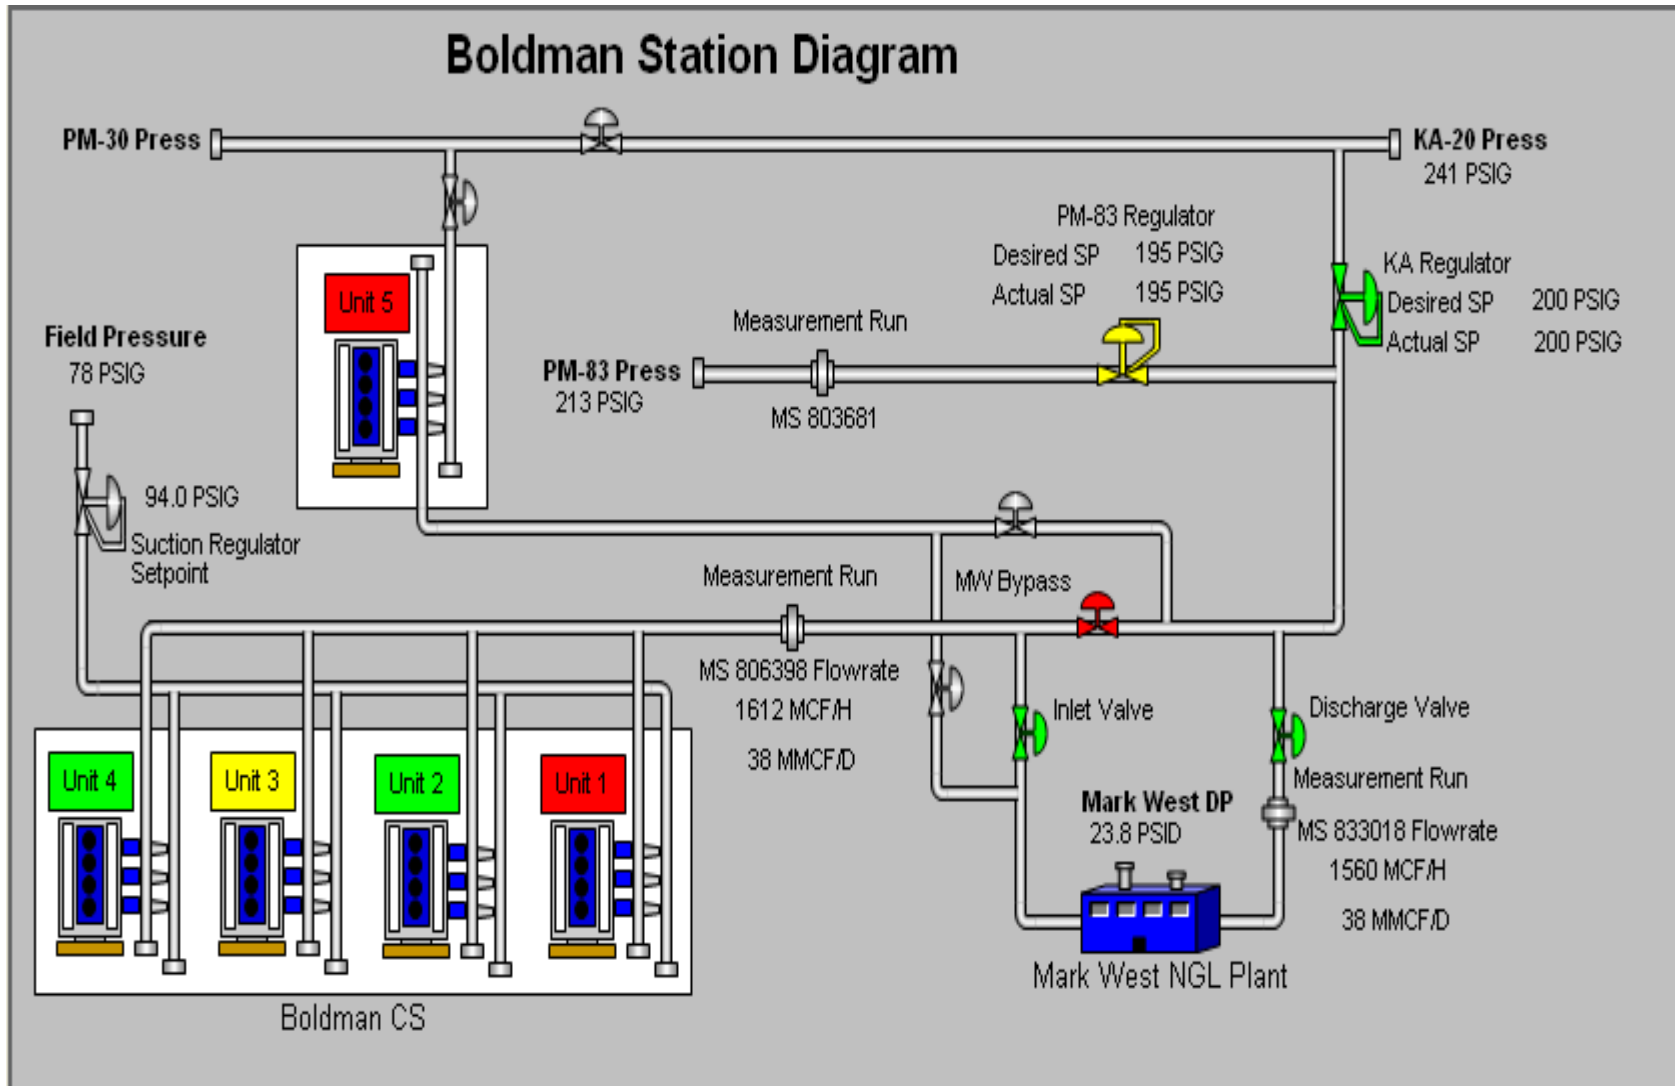 Boldman Station Diagram
PM-30 Press
KA-20 Press
241 PSIG
PM-83 Regulator
Desired SP 195 PSIG
Actual SP 195 PSIG
KA Regulator
Desired SP 200 PSIG
Actual SP 200 PSIG
Unit 5
Field Pressure
78 PSIG
Measurement Run
PM-83 Press
213 PSIG
MS 803681
94.0 PSIG
Suction Regulator
Setpoint
Measurement Run
MW Bypass
MS 806398 Flowrate
1612 MCF/H
38 MMCF/D
Inlet Valve
Discharge Valve
Unit 4
Unit 3
Unit 2
Unit 1
Measurement Run
Mark West DP
23.8 PSID
MS 833018 Flowrate
1560 MCF/H
38 MMCF/D
Mark West NGL Plant
Boldman CS